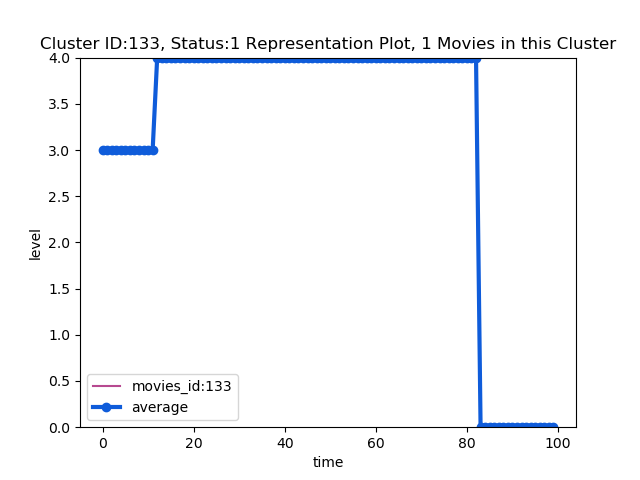 Cluster ID:133, Status:1 Representation Plot, 1 Movies in this Cluster
4.0
3.5
3.0
2.5
2.0
1.5
1.0
0.5
0.0
level
movies_id:133
average
0 20 40 60 80 100
time